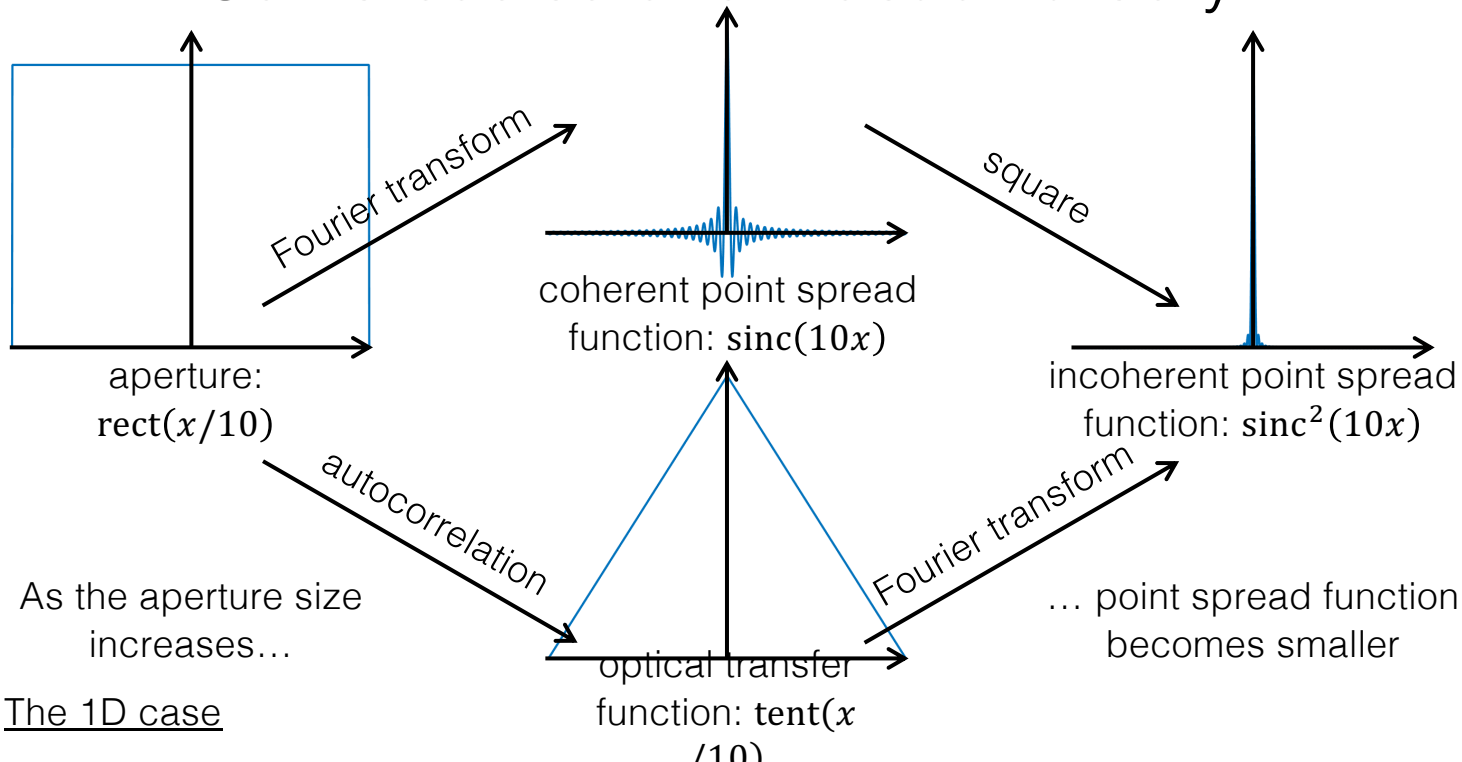 Fourier transform
square
coherent point spread
function: sinc(10x)
aperture:
rect(x/10)
incoherent point spread
function: sinc²(10x)
autocorrelation
Fourier transform
As the aperture size
increases…
… point spread function
becomes smaller
optical transfer
function: tent(x
/10)
The 1D case